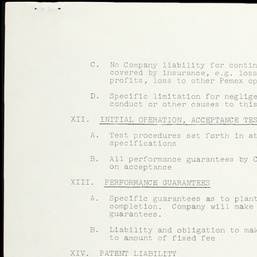 C. No Company liability for contin
covered by insurance, e.g. loss
profits, loss to other Pemex op
D. Specific limitation for neglige
conduct or other causes to this
XII. INITIAL OPERATION, ACCEPTANCE TES
A. Test procedures set forth in at
specifications
B. All performance guarantees by C
on acceptance
XIII. PERFORMANCE GUARANTEES
A. Specific guarantees as to plant
completion. Company will make
guarantees.
B. Liability and obligation to mak
to amount of fixed fee
XIV. PATENT LIABILITY